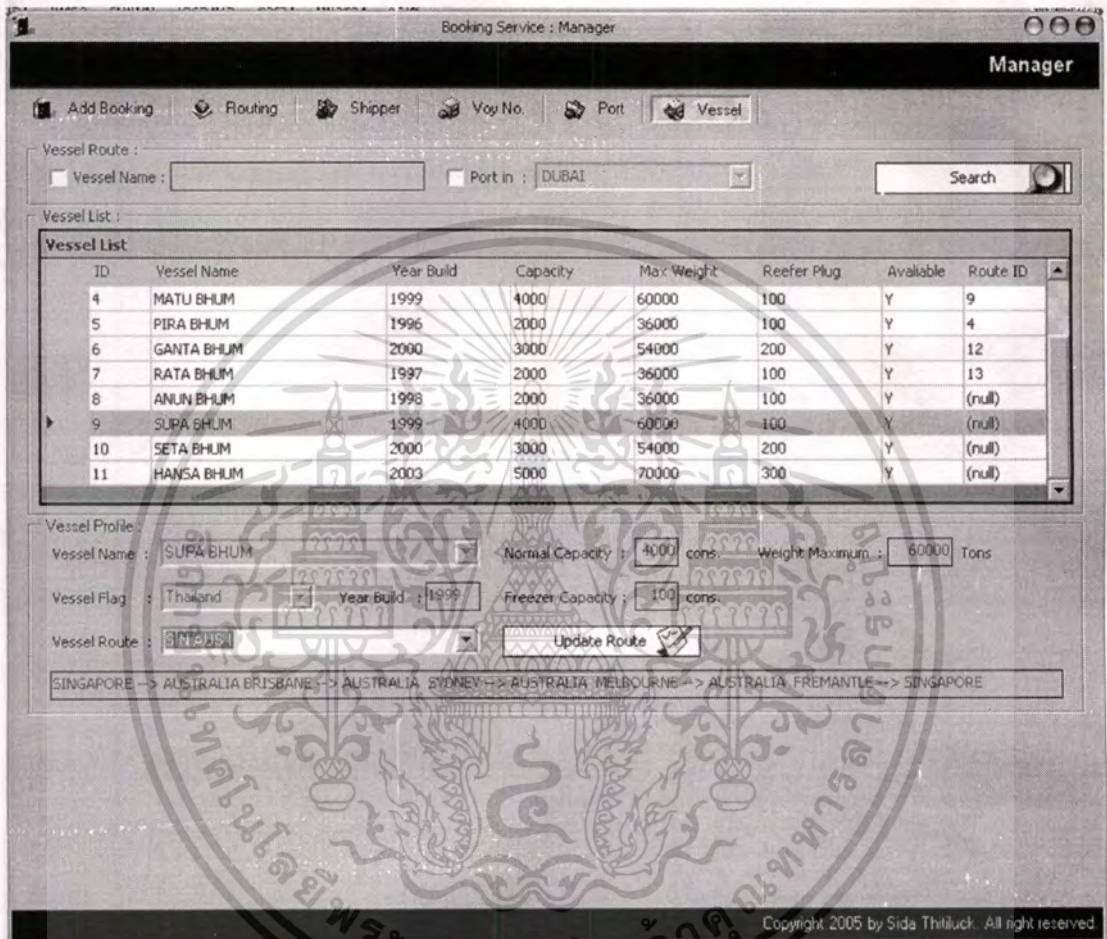 Booking Service : Manager
Manager
Add Booking Routing Shipper Voy No. Port Vessel
Vessel Route :
Vessel Name : Port in : DUBAI Search
Vessel List :
Vessel List
ID Vessel Name Year Build Capacity Max Weight Reefer Plug Avaliable Route ID
4 MATU BHUM 1999 4000 60000 100 Y 9
5 PIRA BHUM 1996 2000 36000 100 Y 4
6 GANTA BHUM 2000 3000 54000 200 Y 12
7 RATA BHUM 1997 2000 36000 100 Y 13
8 ANUN BHUM 1998 2000 36000 100 Y (null)
9 SUPA BHUM 1999 4000 60000 100 Y (null)
10 SETA BHUM 2000 3000 54000 200 Y (null)
11 HANSA BHUM 2003 5000 70000 300 Y (null)
Vessel Profile :
Vessel Name : SUPA BHUM Normal Capacity : 4000 cons. Weight Maximum : 60000 Tons
Vessel Flag : Thailand Year Build : 1999 Freezer Capacity : 100 cons.
Vessel Route : Update Route
SINGAPORE --> AUSTRALIA BRISBANE --> AUSTRALIA SYDNEY --> AUSTRALIA MELBOURNE --> AUSTRALIA FREMANTLE --> SINGAPORE
Copyright 2005 by Sida Thitiluck. All right reserved.